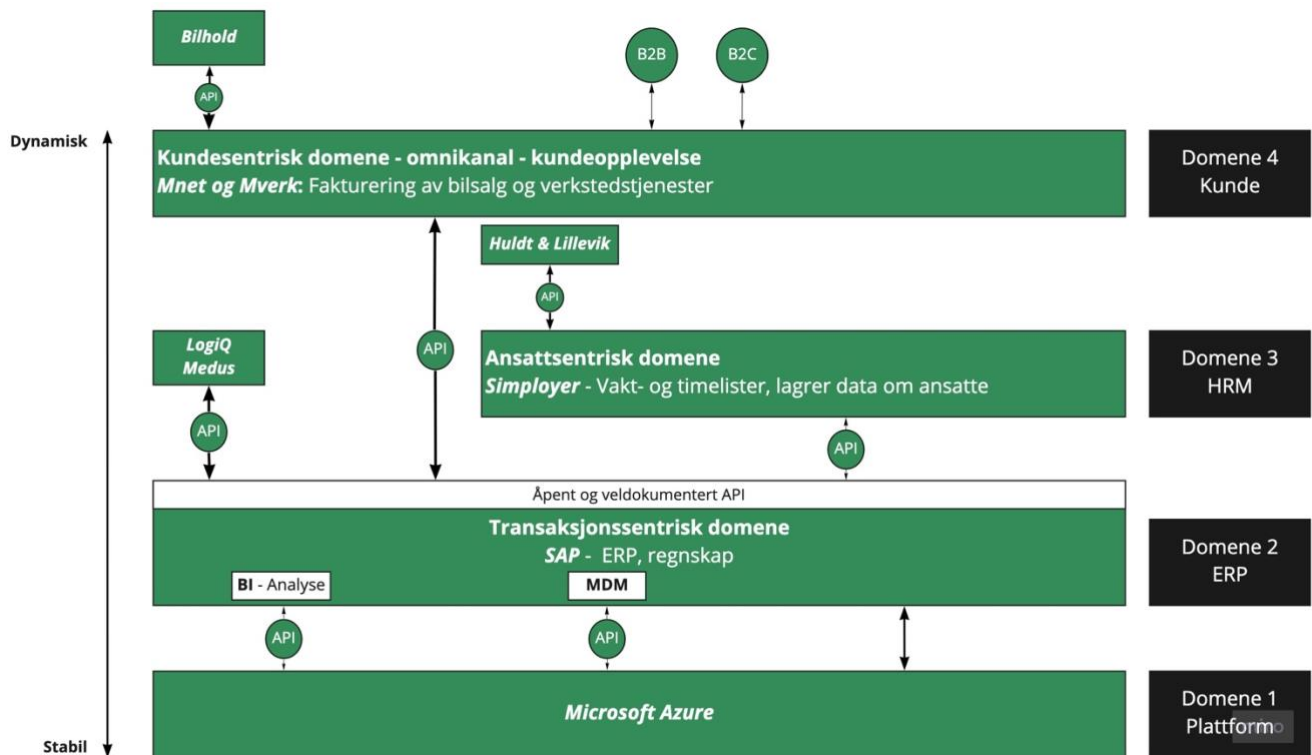 Bilhold
B2B
B2C
API
Dynamisk
Kundesentrisk domene - omnikanal - kundeopplevelse
Mnet og Mverk: Fakturering av bilsalg og verkstedstjenester
Domene 4
Kunde
Huldt & Lillevik
API
LogiQ
Medus
API
Ansattsentrisk domene
Simployer - Vakt- og timelister, lagrer data om ansatte
Domene 3
HRM
API
API
Åpent og veldokumentert API
Transaksjonssentrisk domene
SAP - ERP, regnskap
BI - Analyse
MDM
Domene 2
ERP
API
API
Microsoft Azure
Domene 1
Plattform
miro
Stabil